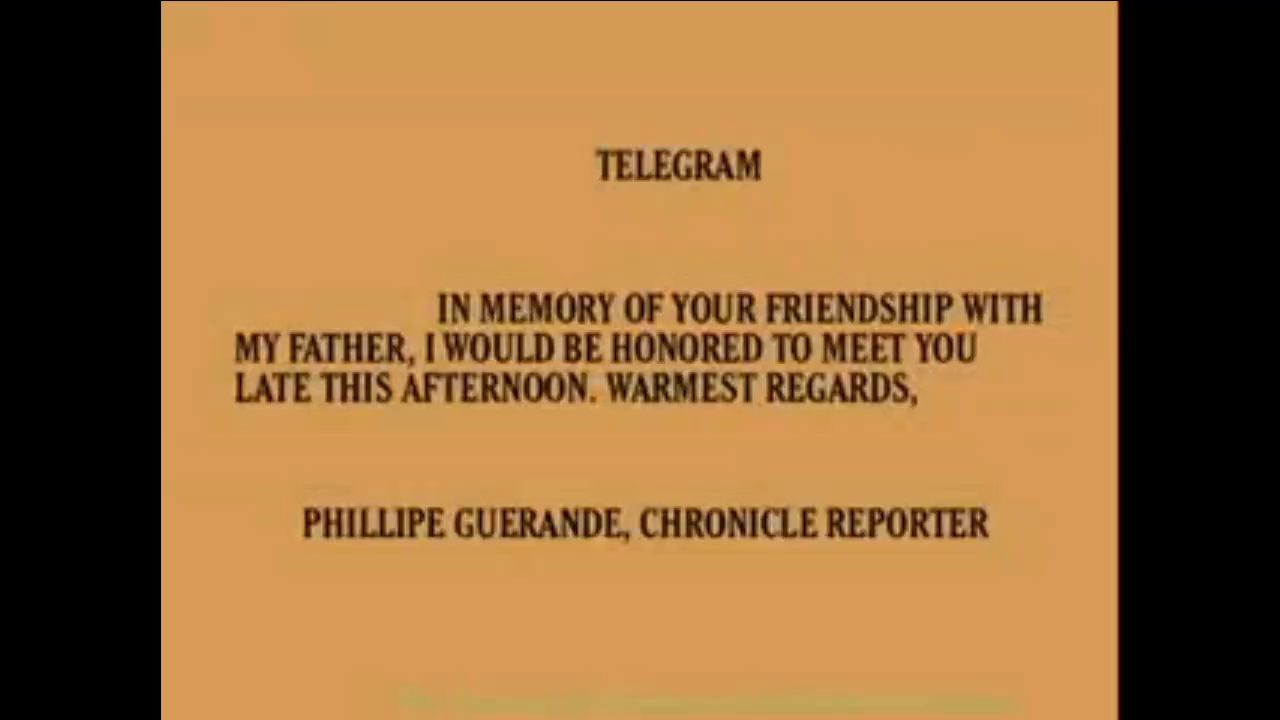 TELEGRAM
IN MEMORY OF YOUR FRIENDSHIP WITH
MY FATHER, I WOULD BE HONORED TO MEET YOU
LATE THIS AFTERNOON. WARMEST REGARDS,
PHILLIPE GUERANDE, CHRONICLE REPORTER